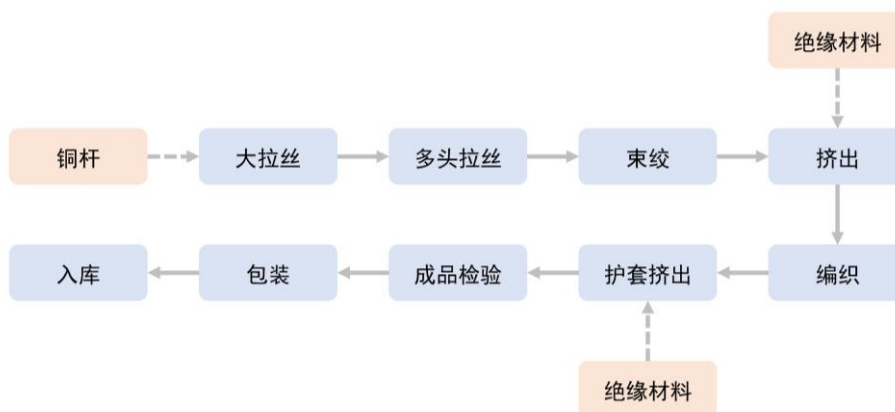 绝缘材料
铜杆
大拉丝
多头拉丝
束绞
挤出
入库
包装
成品检验
护套挤出
编织
绝缘材料